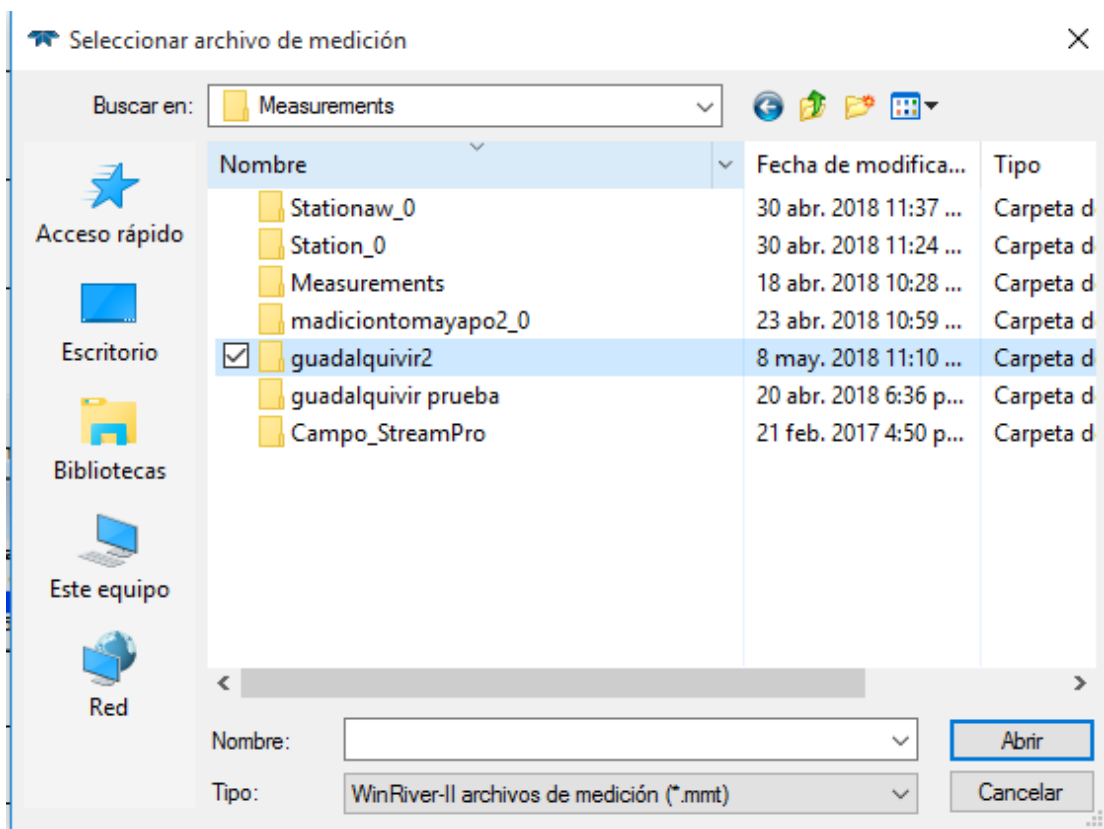 Seleccionar archivo de medición
Buscar en: Measurements
Nombre Fecha de modifica... Tipo
Stationaw_0 30 abr. 2018 11:37 ... Carpeta d
Station_0 30 abr. 2018 11:24 ... Carpeta d
Measurements 18 abr. 2018 10:28 ... Carpeta d
madiciontomayapo2_0 23 abr. 2018 10:59 ... Carpeta d
guadalquivir2 8 may. 2018 11:10 ... Carpeta d
guadalquivir prueba 20 abr. 2018 6:36 p... Carpeta d
Campo_StreamPro 21 feb. 2017 4:50 p... Carpeta d
Acceso rápido
Escritorio
Bibliotecas
Este equipo
Red
Nombre: Abrir
Tipo: WinRiver-II archivos de medición (*.mmt) Cancelar